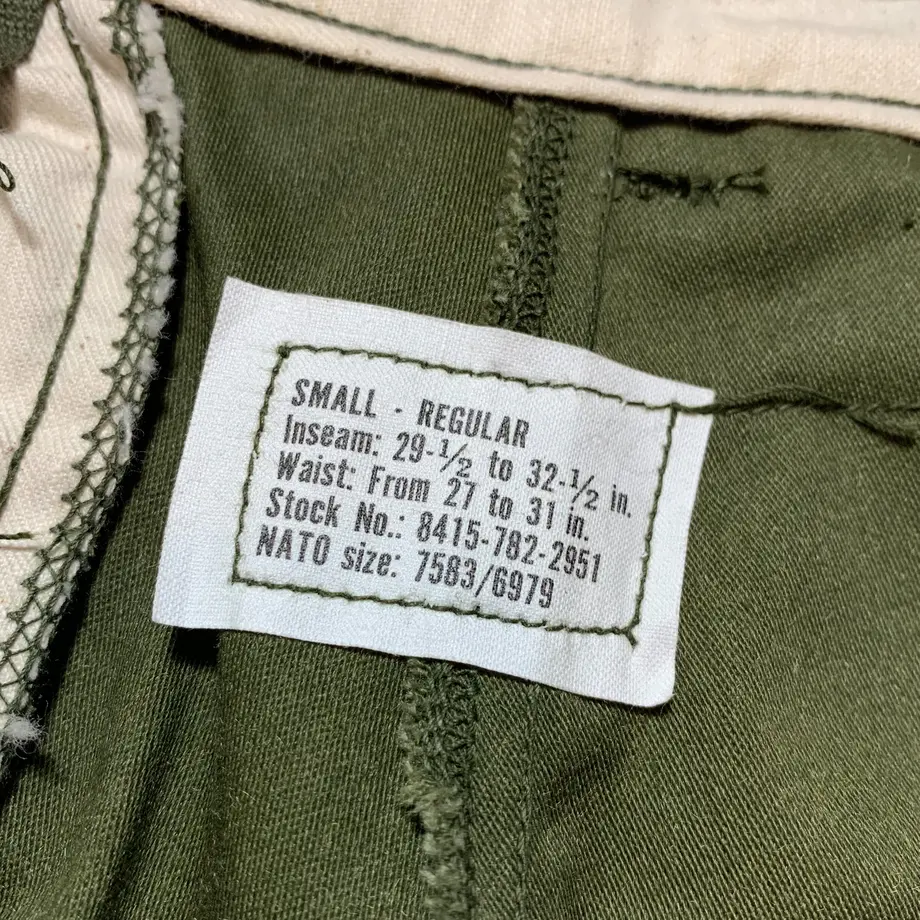 SMALL - REGULAR
Inseam: 29-½ to 32-½ in.
Waist: From 27 to 31 in.
Stock No.: 8415-782-2951
NATO size: 7583/6979